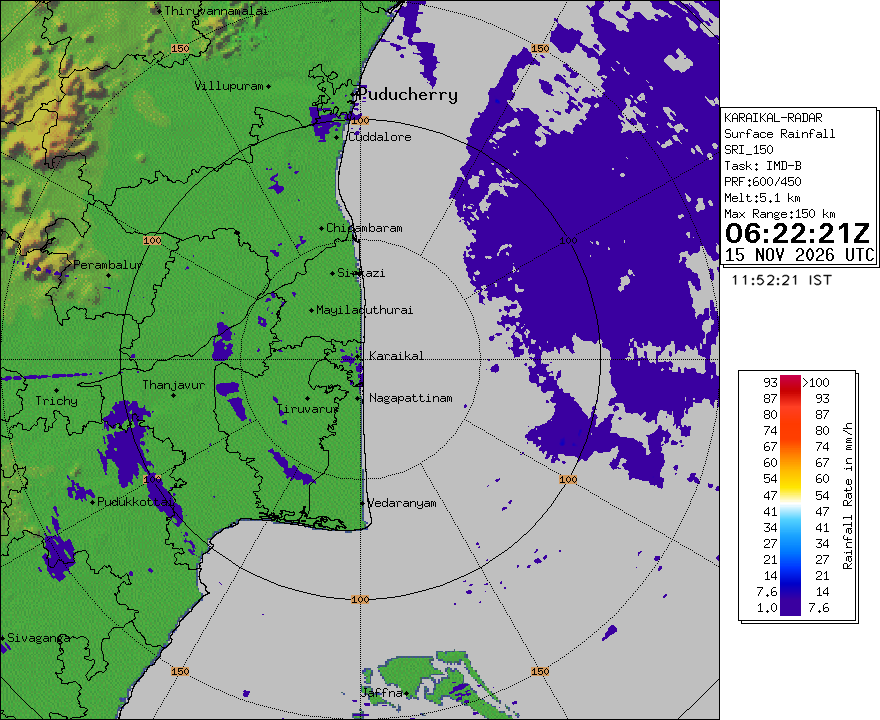 Thiruvannamalai
150
150
Villupuram
Puducherry
100
Cuddalore
Chidambaram
100
100
Perambalur
Sirkazi
Mayiladuthurai
Karaikal
Thanjavur
Trichy
Tiruvarur
Nagapattinam
100
100
Pudukkottai
Vedaranyam
100
Sivaganga
150
150
Jaffna
KARAIKAL-RADAR
Surface Rainfall
SRI_150
Task: IMD-B
PRF:600/450
Melt:5.1 km
Max Range:150 km
06:22:21Z
15 NOV 2026 UTC
11:52:21 IST
93 >100
87 93
80 87
74 80
67 74
60 67
54 60
47 54
41 47
34 41
27 34
21 27
14 21
7.6 14
1.0 7.6
Rainfall Rate in mm/h